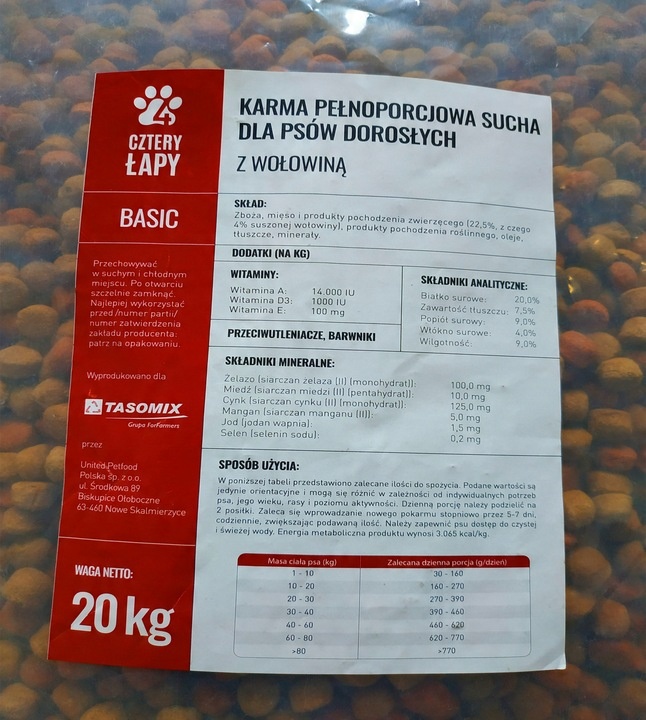 CZTERY
ŁAPY
BASIC
Przechowywać
w suchym i chłodnym
miejscu. Po otwarciu
szczelnie zamknąć.
Najlepiej wykorzystać
przed /numer partii/
numer zatwierdzenia
zakładu producenta:
patrz na opakowaniu.
Wyprodukowano dla
TASOMIX
Grupa ForFarmers
przez
United Petfood
Polska sp. z o.o.
ul. Środkowa 89
Biskupice Ołoboczne
63-460 Nowe Skalmierzyce
WAGA NETTO:
20 kg
KARMA PEŁNOPORCJOWA SUCHA
DLA PSÓW DOROSŁYCH
Z WOŁOWINĄ
SKŁAD:
Zboża, mięso i produkty pochodzenia zwierzęcego (22,5%, z czego
4% suszonej wołowiny), produkty pochodzenia roślinnego, oleje,
tłuszcze, minerały.
DODATKI (NA KG)
WITAMINY:
Witamina A: 14.000 IU
Witamina D3: 1000 IU
Witamina E: 100 mg
PRZECIWUTLENIACZE, BARWNIKI
SKŁADNIKI ANALITYCZNE:
Białko surowe: 20,0%
Zawartość tłuszczu: 7,5%
Popiół surowy: 9,0%
Włókno surowe: 4,0%
Wilgotność: 9,0%
SKŁADNIKI MINERALNE:
Żelazo (siarczan żelaza (II) (monohydrat)): 100,0 mg
Miedź (siarczan miedzi (II) (pentahydrat)): 10,0 mg
Cynk (siarczan cynku (II) (monohydrat)): 125,0 mg
Mangan (siarczan manganu (II)): 5,0 mg
Jod (jodan wapnia): 1,5 mg
Selen (selenin sodu): 0,2 mg
SPOSÓB UŻYCIA:
W poniższej tabeli przedstawiono zalecane ilości do spożycia. Podane wartości są
jedynie orientacyjne i mogą się różnić w zależności od indywidualnych potrzeb
psa, jego wieku, rasy i poziomu aktywności. Dzienną porcję należy podzielić na
2 posiłki. Zaleca się wprowadzanie nowego pokarmu stopniowo przez 5-7 dni,
codziennie, zwiększając podawaną ilość. Należy zapewnić psu dostęp do czystej
i świeżej wody. Energia metaboliczna produktu wynosi 3.065 kcal/kg.
Masa ciała psa (kg) Zalecana dzienna porcja (g/dzień)
1 - 10 30 - 160
10 - 20 160 - 270
20 - 30 270 - 390
30 - 40 390 - 460
40 - 60 460 - 620
60 - 80 620 - 770
>80 >770